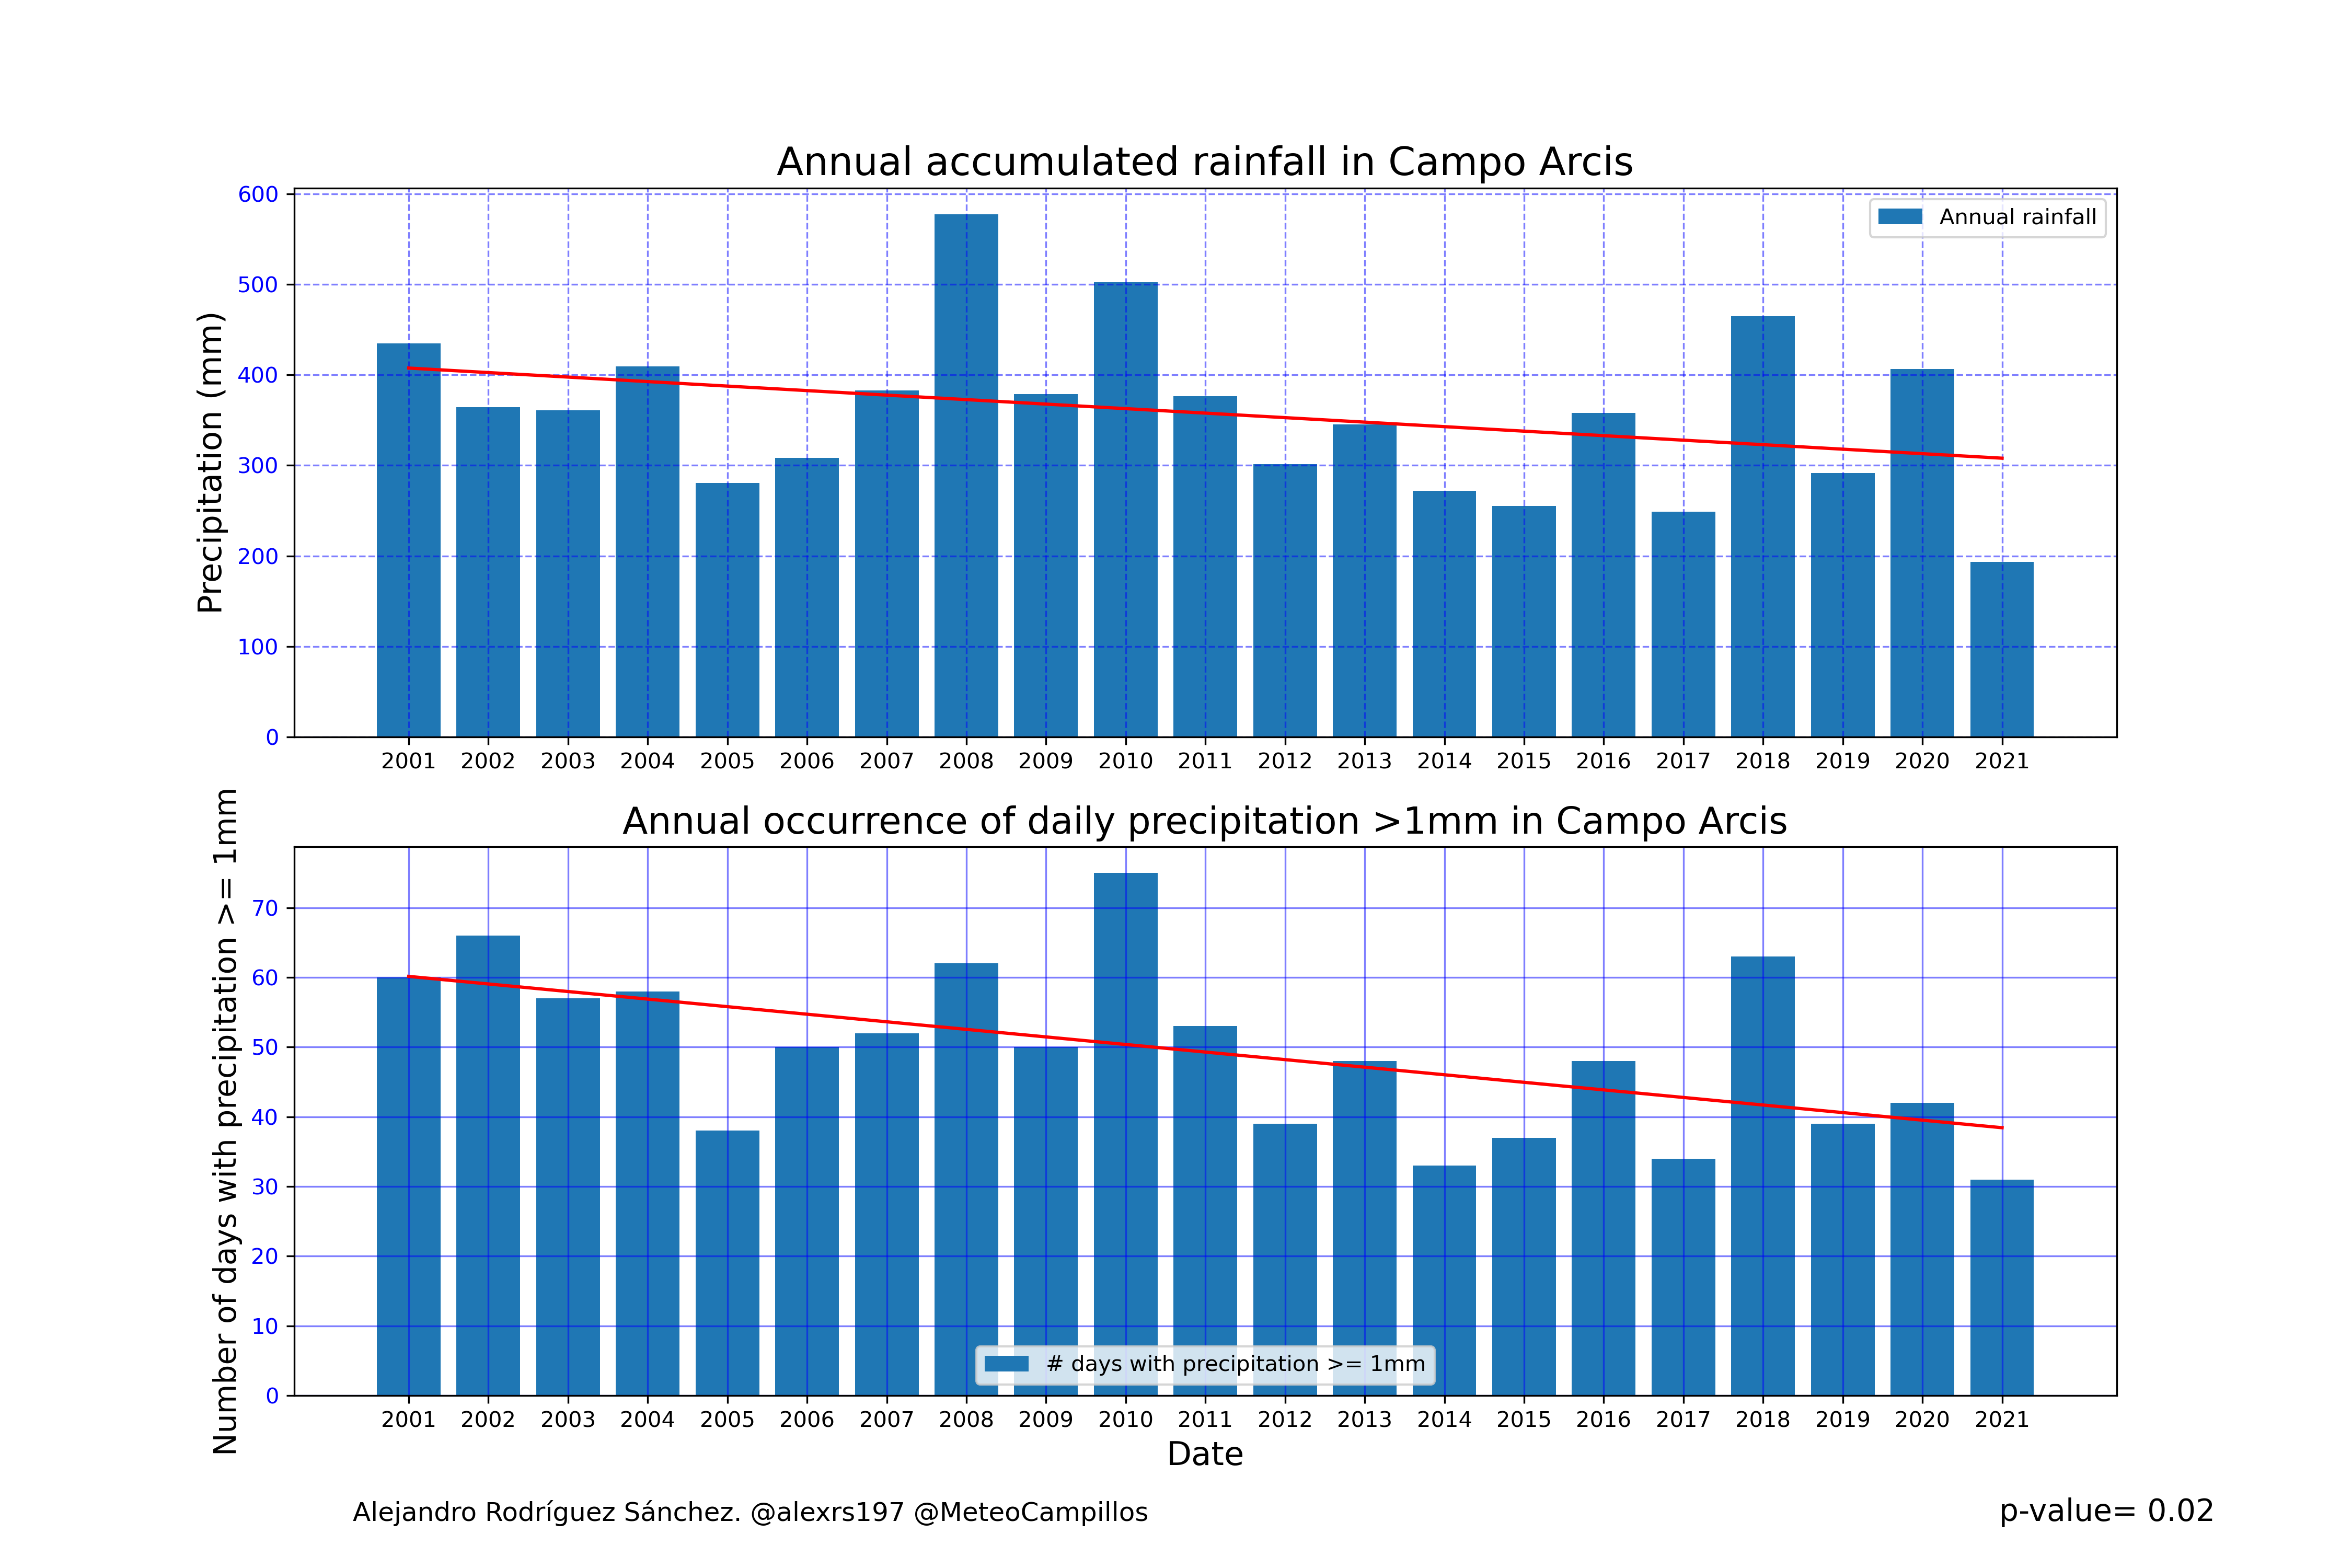 Annual accumulated rainfall in Campo Arcis
Precipitation (mm)
600
500
400
300
200
100
0
Annual rainfall
2001 2002 2003 2004 2005 2006 2007 2008 2009 2010 2011 2012 2013 2014 2015 2016 2017 2018 2019 2020 2021
Annual occurrence of daily precipitation >1mm in Campo Arcis
Number of days with precipitation >= 1mm
70
60
50
40
30
20
10
0
# days with precipitation >= 1mm
2001 2002 2003 2004 2005 2006 2007 2008 2009 2010 2011 2012 2013 2014 2015 2016 2017 2018 2019 2020 2021
Date
Alejandro Rodríguez Sánchez. @alexrs197 @MeteoCampillos
p-value= 0.02